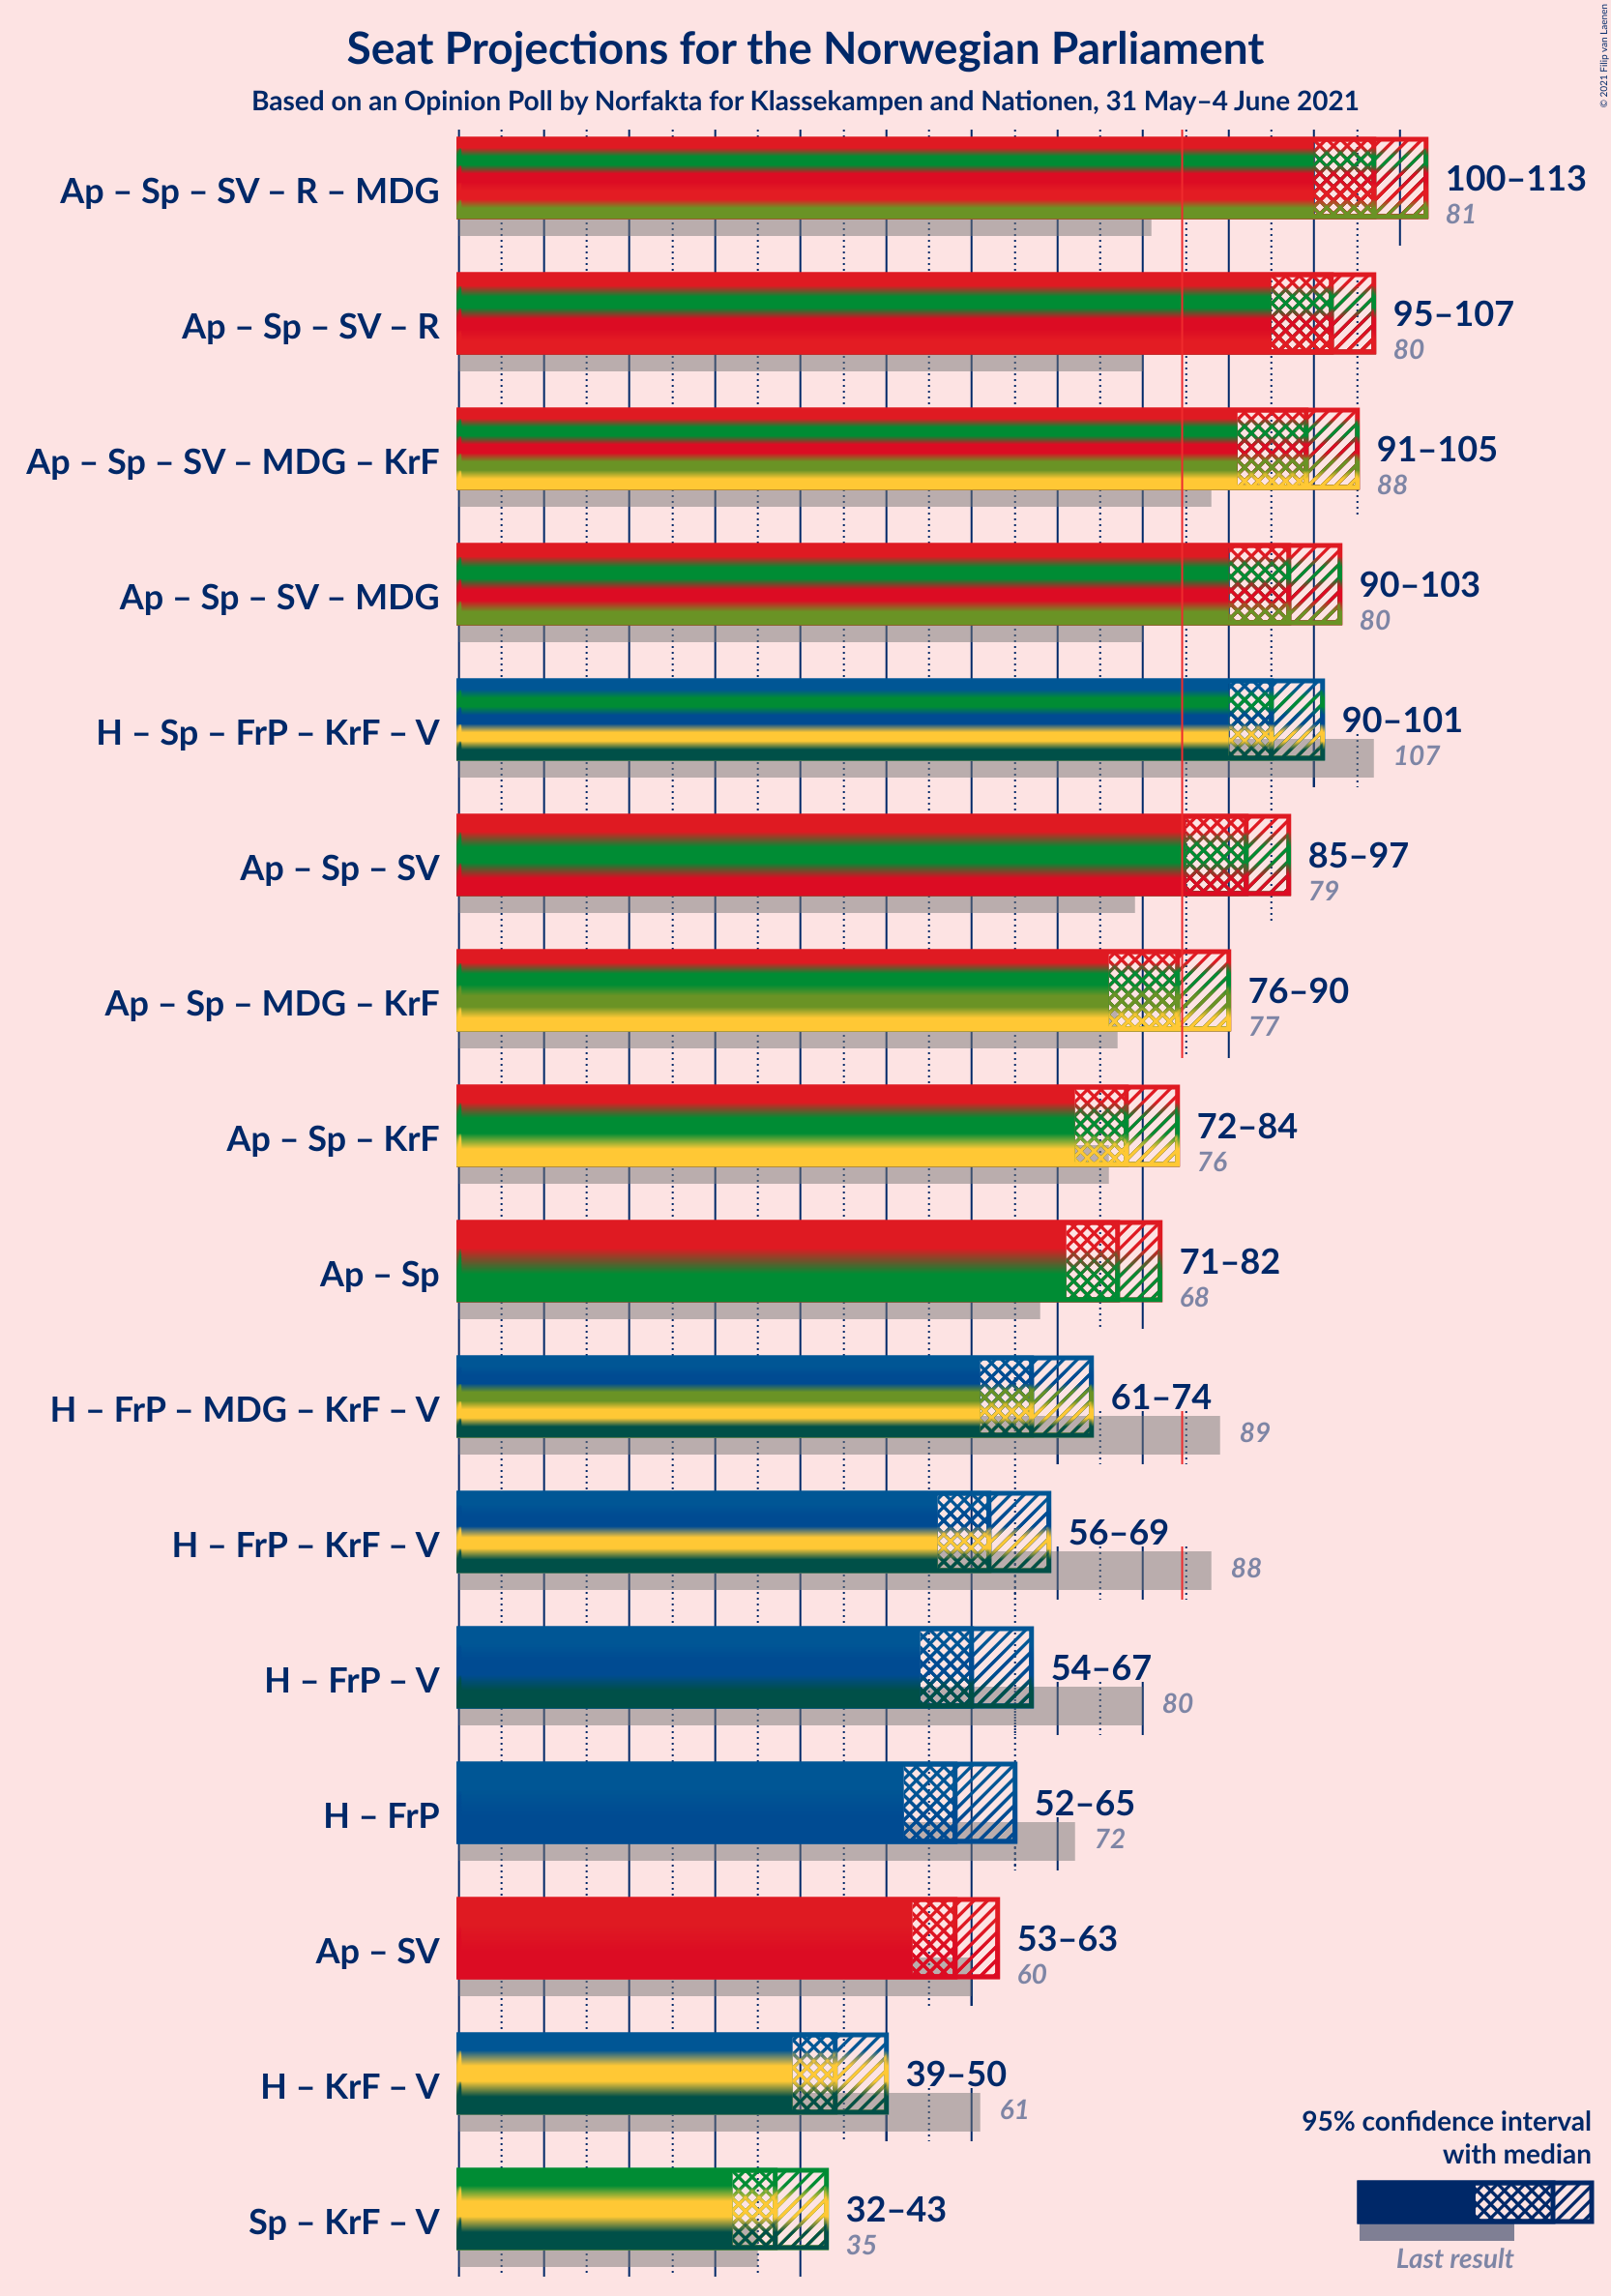 Seat Projections for the Norwegian Parliament
Based on an Opinion Poll by Norfakta for Klassekampen and Nationen, 31 May–4 June 2021
© 2021 Filip van Laenen
Ap – Sp – SV – R – MDG
100–113
81
Ap – Sp – SV – R
95–107
80
Ap – Sp – SV – MDG – KrF
91–105
88
Ap – Sp – SV – MDG
90–103
80
H – Sp – FrP – KrF – V
90–101
107
Ap – Sp – SV
85–97
79
Ap – Sp – MDG – KrF
76–90
77
Ap – Sp – KrF
72–84
76
Ap – Sp
71–82
68
H – FrP – MDG – KrF – V
61–74
89
H – FrP – KrF – V
56–69
88
H – FrP – V
54–67
80
H – FrP
52–65
72
Ap – SV
53–63
60
H – KrF – V
39–50
61
Sp – KrF – V
32–43
35
95% confidence interval
with median
Last result